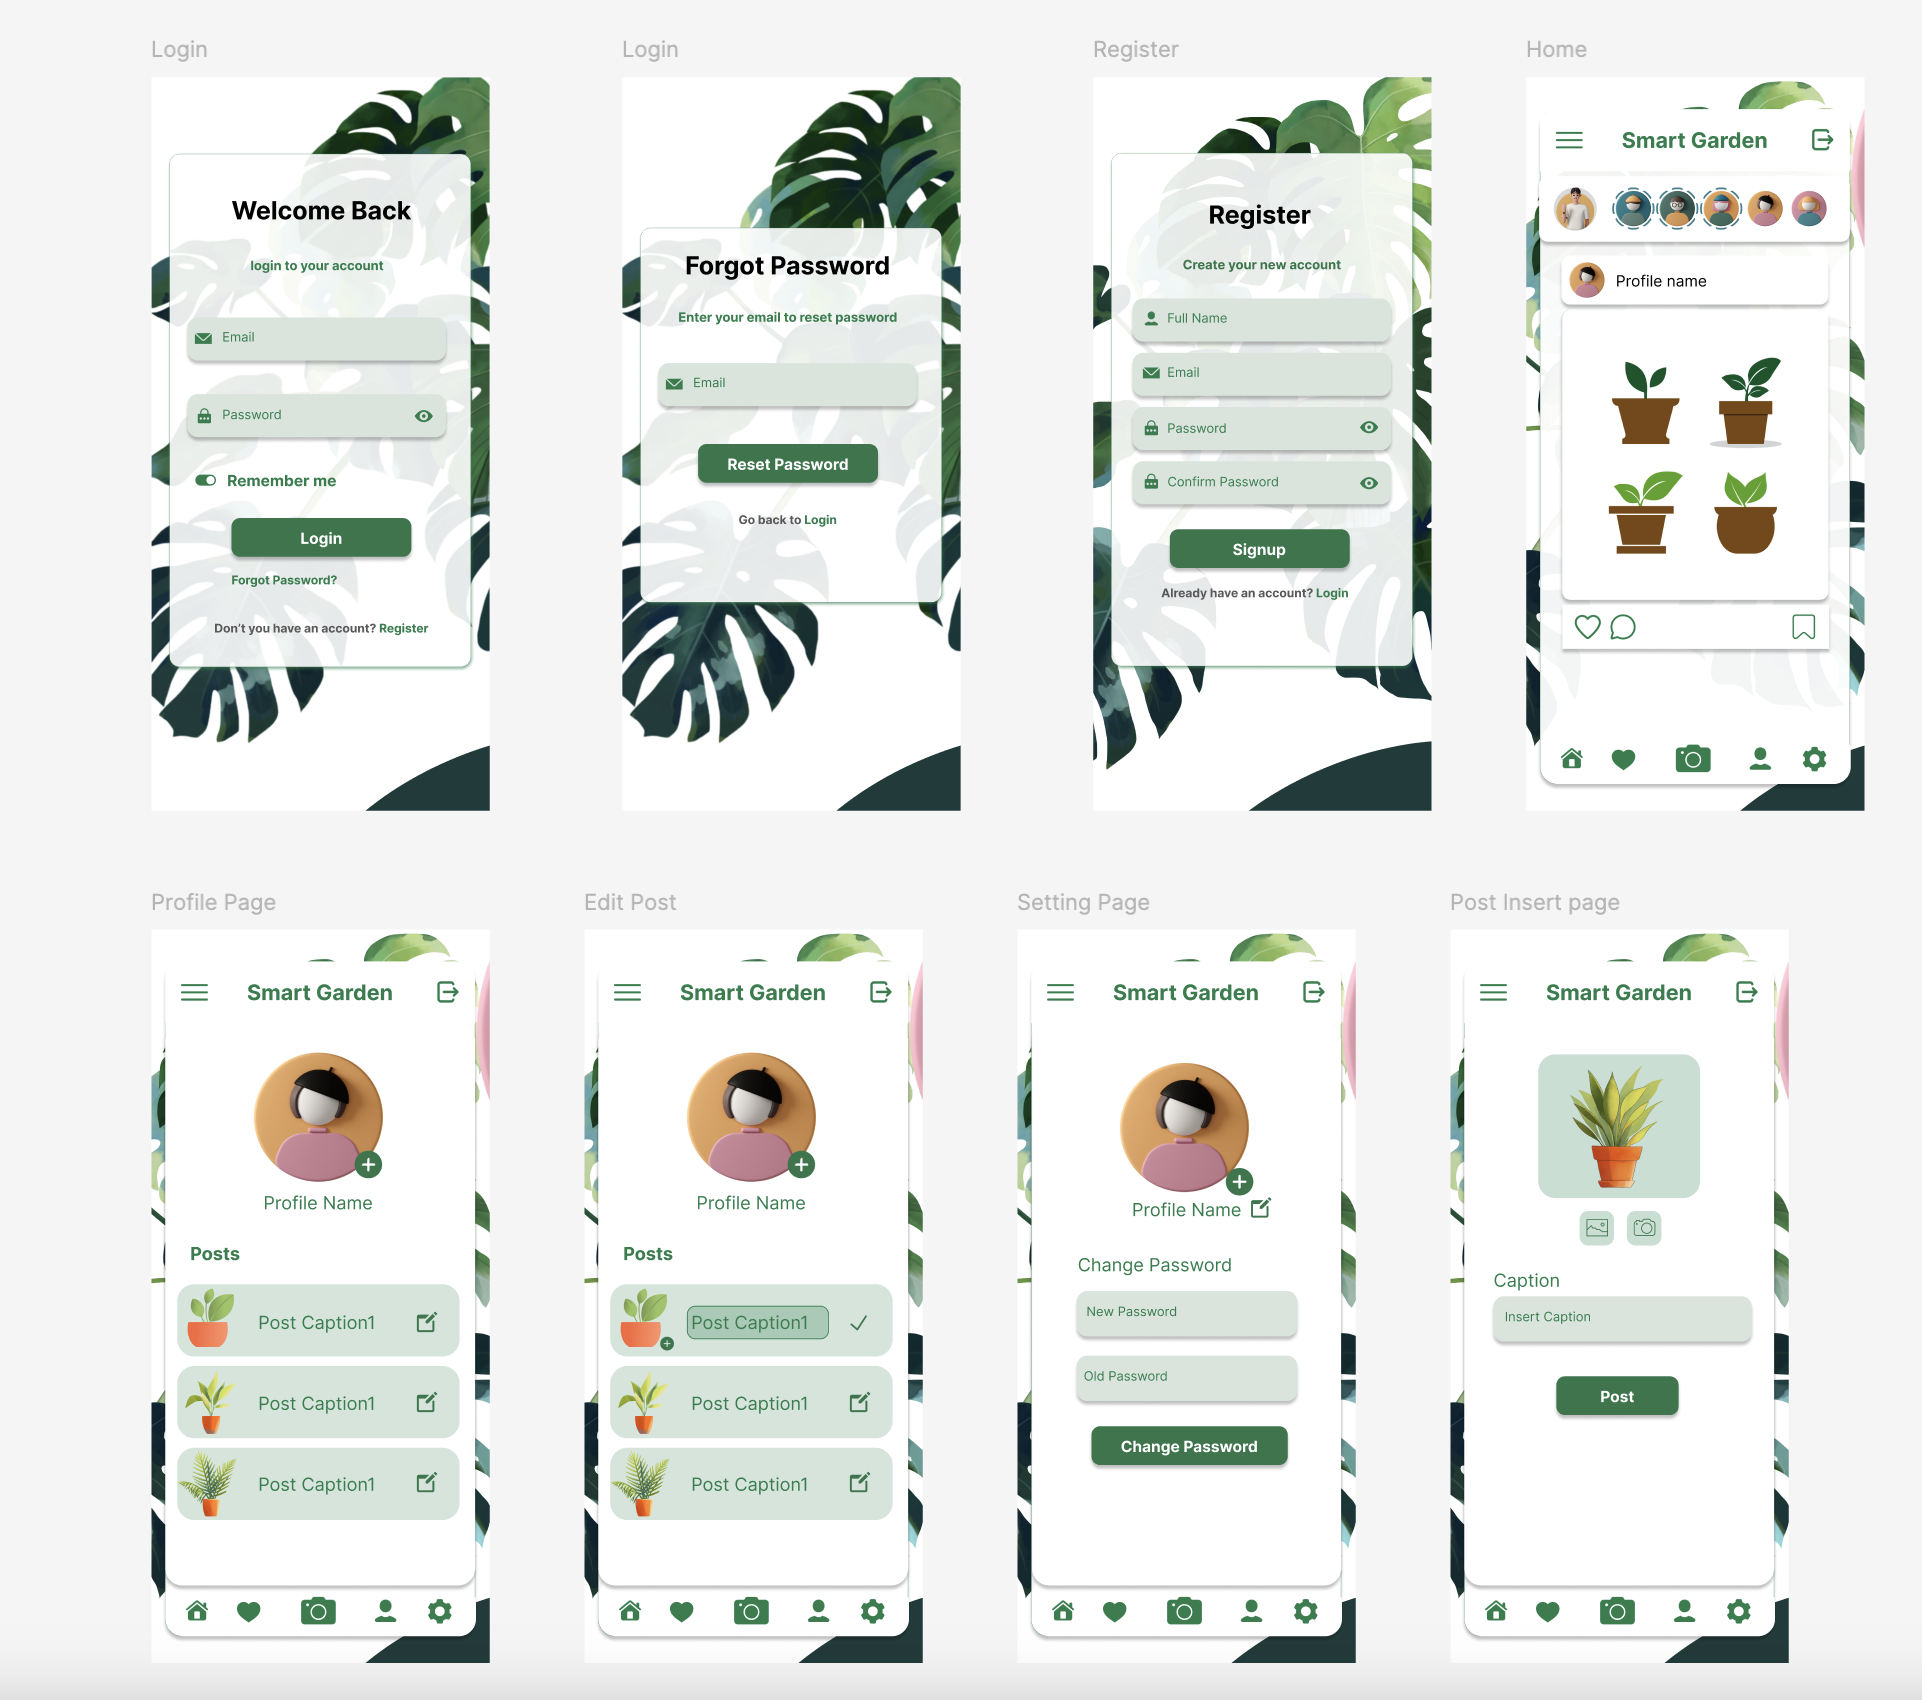 Login
Welcome Back
login to your account
Email
Password
Remember me
Login
Forgot Password?
Don't you have an account? Register
Login
Forgot Password
Enter your email to reset password
Email
Reset Password
Go back to Login
Register
Register
Create your new account
Full Name
Email
Password
Confirm Password
Signup
Already have an account? Login
Home
Smart Garden
Profile name
Profile Page
Smart Garden
Profile Name
Posts
Post Caption1
Post Caption1
Post Caption1
Edit Post
Smart Garden
Profile Name
Posts
Post Caption1
Post Caption1
Post Caption1
Setting Page
Smart Garden
Profile Name
Change Password
New Password
Old Password
Change Password
Post Insert page
Smart Garden
Caption
Insert Caption
Post